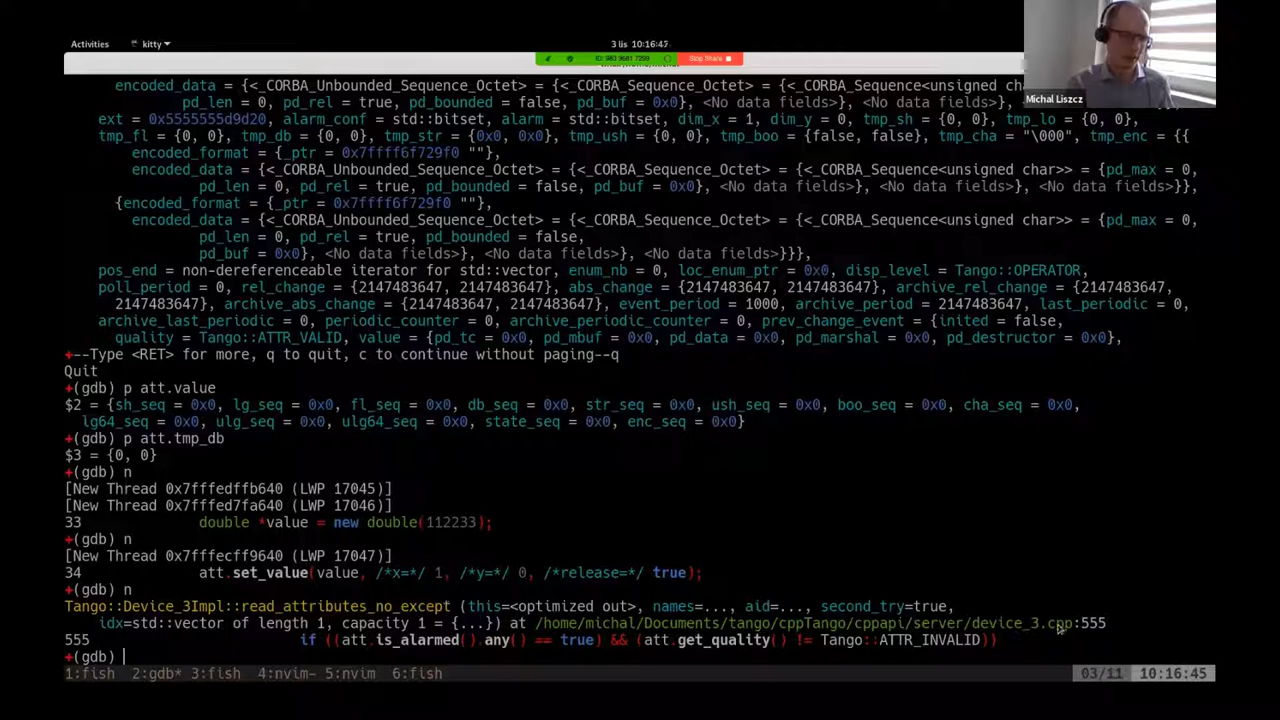 Activities
kitty
3 lis 10:16:47
ID: 983 9681 7299
Stop Share
Michal Liszcz
encoded_data = {<_CORBA_Unbounded_Sequence_Octet> = {<_CORBA_Sequence_Octet> = {<_CORBA_Sequence<unsigned c
pd_len = 0, pd_rel = true, pd_bounded = false, pd_buf = 0x0}, <No data fields>}, <No data fields>}, <No data fields>}}
ext = 0x5555555d9d20, alarm_conf = std::bitset, alarm = std::bitset, dim_x = 1, dim_y = 0, tmp_sh = {0, 0}, tmp_lo = {0, 0},
tmp_fl = {0, 0}, tmp_db = {0, 0}, tmp_str = {0x0, 0x0}, tmp_ush = {0, 0}, tmp_boo = {false, false}, tmp_cha = "\000", tmp_enc = {{
encoded_format = {_ptr = 0x7ffff6f729f0 ""},
encoded_data = {<_CORBA_Unbounded_Sequence_Octet> = {<_CORBA_Sequence_Octet> = {<_CORBA_Sequence<unsigned char>> = {pd_max = 0,
pd_len = 0, pd_rel = true, pd_bounded = false, pd_buf = 0x0}, <No data fields>}, <No data fields>}, <No data fields>}},
{encoded_format = {_ptr = 0x7ffff6f729f0 ""},
encoded_data = {<_CORBA_Unbounded_Sequence_Octet> = {<_CORBA_Sequence_Octet> = {<_CORBA_Sequence<unsigned char>> = {pd_max = 0,
pd_len = 0, pd_rel = true, pd_bounded = false,
pd_buf = 0x0}, <No data fields>}, <No data fields>}, <No data fields>}}},
pos_end = non-dereferenceable iterator for std::vector, enum_nb = 0, loc_enum_ptr = 0x0, disp_level = Tango::OPERATOR,
poll_period = 0, rel_change = {2147483647, 2147483647}, abs_change = {2147483647, 2147483647}, archive_rel_change = {2147483647,
2147483647}, archive_abs_change = {2147483647, 2147483647}, event_period = 1000, archive_period = 2147483647, last_periodic = 0,
archive_last_periodic = 0, periodic_counter = 0, archive_periodic_counter = 0, prev_change_event = {inited = false,
quality = Tango::ATTR_VALID, value = {pd_tc = 0x0, pd_mbuf = 0x0, pd_data = 0x0, pd_marshal = 0x0, pd_destructor = 0x0},
+--Type <RET> for more, q to quit, c to continue without paging--q
Quit
+(gdb) p att.value
$2 = {sh_seq = 0x0, lg_seq = 0x0, fl_seq = 0x0, db_seq = 0x0, str_seq = 0x0, ush_seq = 0x0, boo_seq = 0x0, cha_seq = 0x0,
lg64_seq = 0x0, ulg_seq = 0x0, ulg64_seq = 0x0, state_seq = 0x0, enc_seq = 0x0}
+(gdb) p att.tmp_db
$3 = {0, 0}
+(gdb) n
[New Thread 0x7fffedffb640 (LWP 17045)]
[New Thread 0x7fffed7fa640 (LWP 17046)]
33 double *value = new double(112233);
+(gdb) n
[New Thread 0x7fffecff9640 (LWP 17047)]
34 att.set_value(value, /*x=*/ 1, /*y=*/ 0, /*release=*/ true);
+(gdb) n
Tango::Device_3Impl::read_attributes_no_except (this=<optimized out>, names=..., aid=..., second_try=true,
idx=std::vector of length 1, capacity 1 = {...}) at /home/michal/Documents/tango/cppTango/cppapi/server/device_3.cpp:555
555 if ((att.is_alarmed().any() == true) && (att.get_quality() != Tango::ATTR_INVALID))
+(gdb)
1:fish 2:gdb* 3:fish 4:nvim- 5:nvim 6:fish
03/11 10:16:45